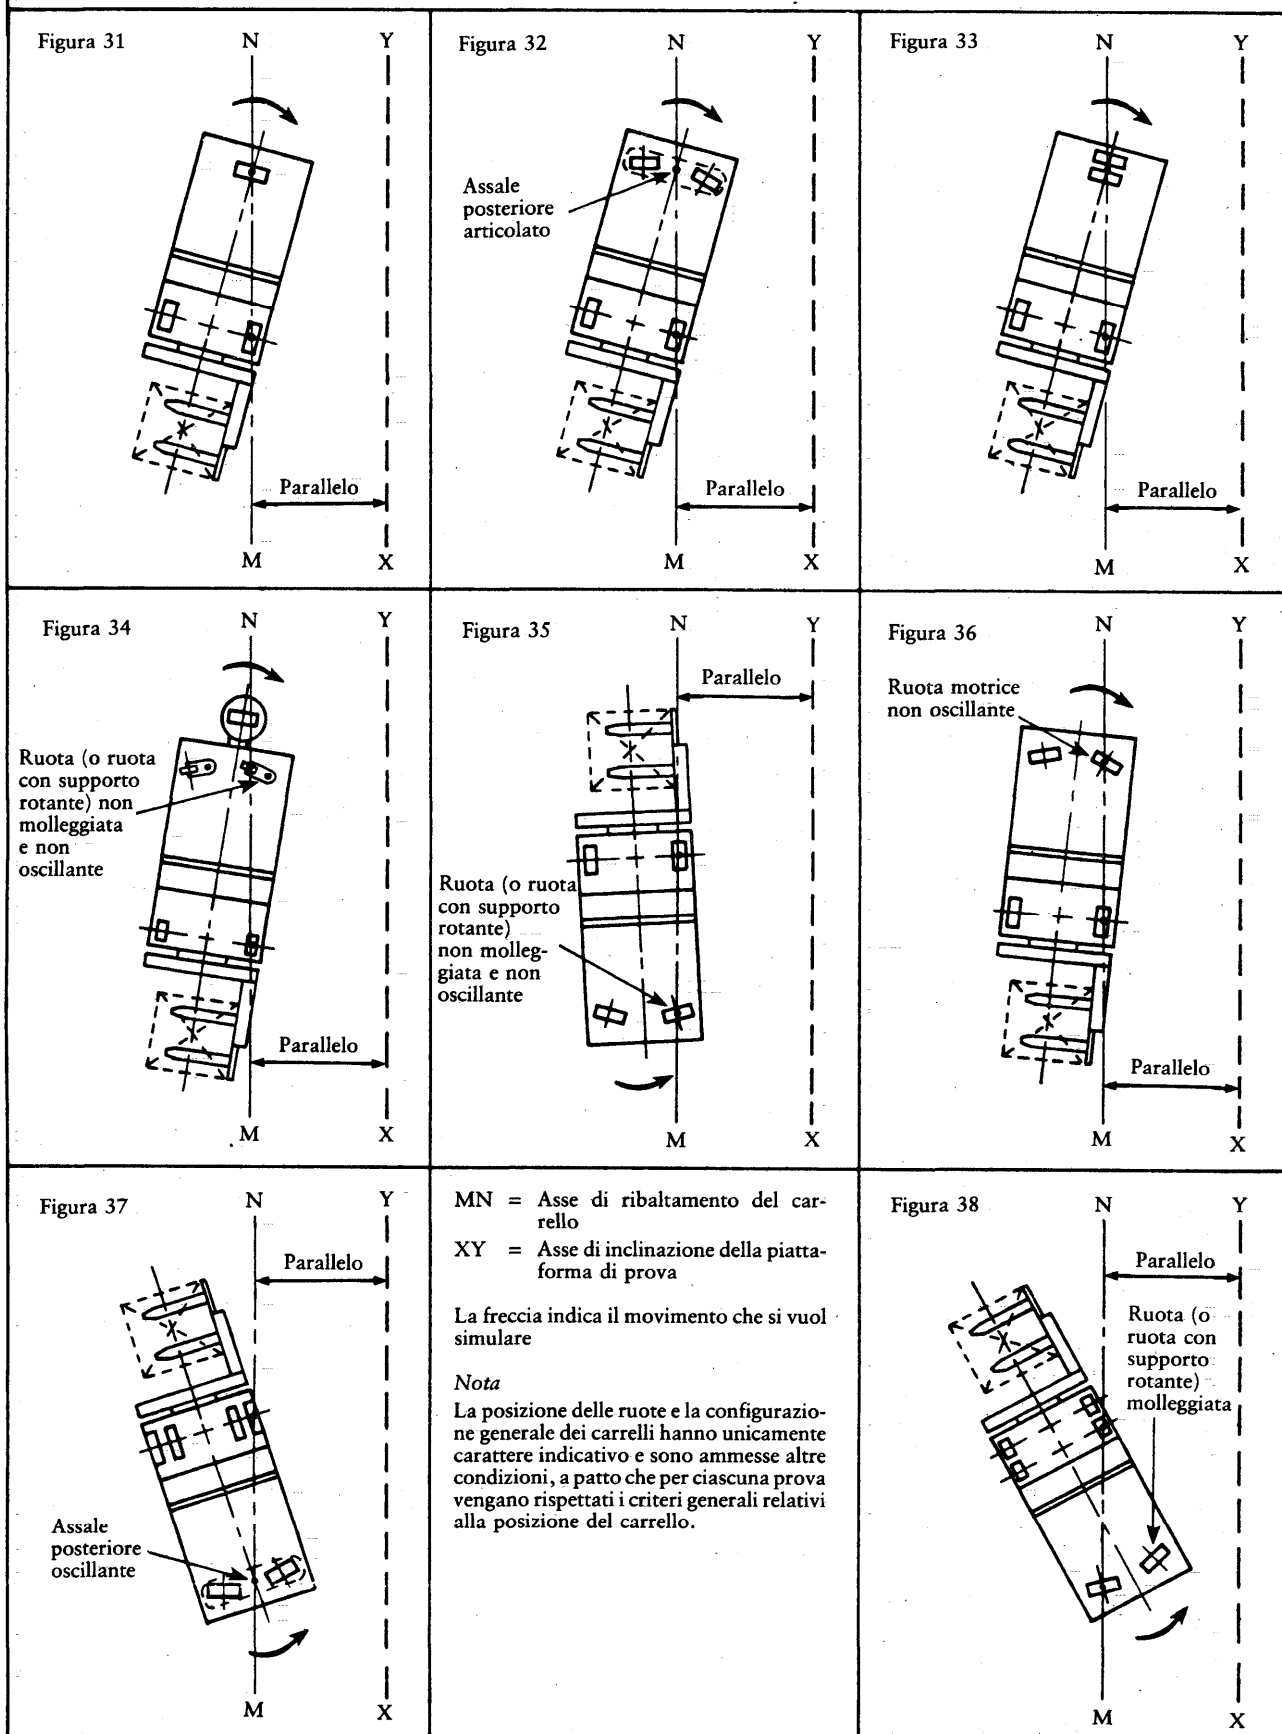 Figura 31
N
Y
Parallelo
M
X
Figura 32
N
Y
Assale
posteriore
articolato
Parallelo
M
X
Figura 33
N
Y
Parallelo
M
X
Figura 34
N
Y
Ruota (o ruota
con supporto
rotante) non
molleggiata
e non
oscillante
Parallelo
M
X
Figura 35
N
Y
Parallelo
Ruota (o ruota
con supporto
rotante)
non molleg-
giata e non
oscillante
M
X
Figura 36
N
Y
Ruota motrice
non oscillante
Parallelo
M
X
Figura 37
N
Y
Parallelo
Assale
posteriore
oscillante
M
X
MN = Asse di ribaltamento del car-
rello
XY = Asse di inclinazione della piatta-
forma di prova
La freccia indica il movimento che si vuol
simulare
Nota
La posizione delle ruote e la configurazio-
ne generale dei carrelli hanno unicamente
carattere indicativo e sono ammesse altre
condizioni, a patto che per ciascuna prova
vengano rispettati i criteri generali relativi
alla posizione del carrello.
Figura 38
N
Y
Parallelo
Ruota (o
ruota con
supporto
rotante)
molleggiata
M
X